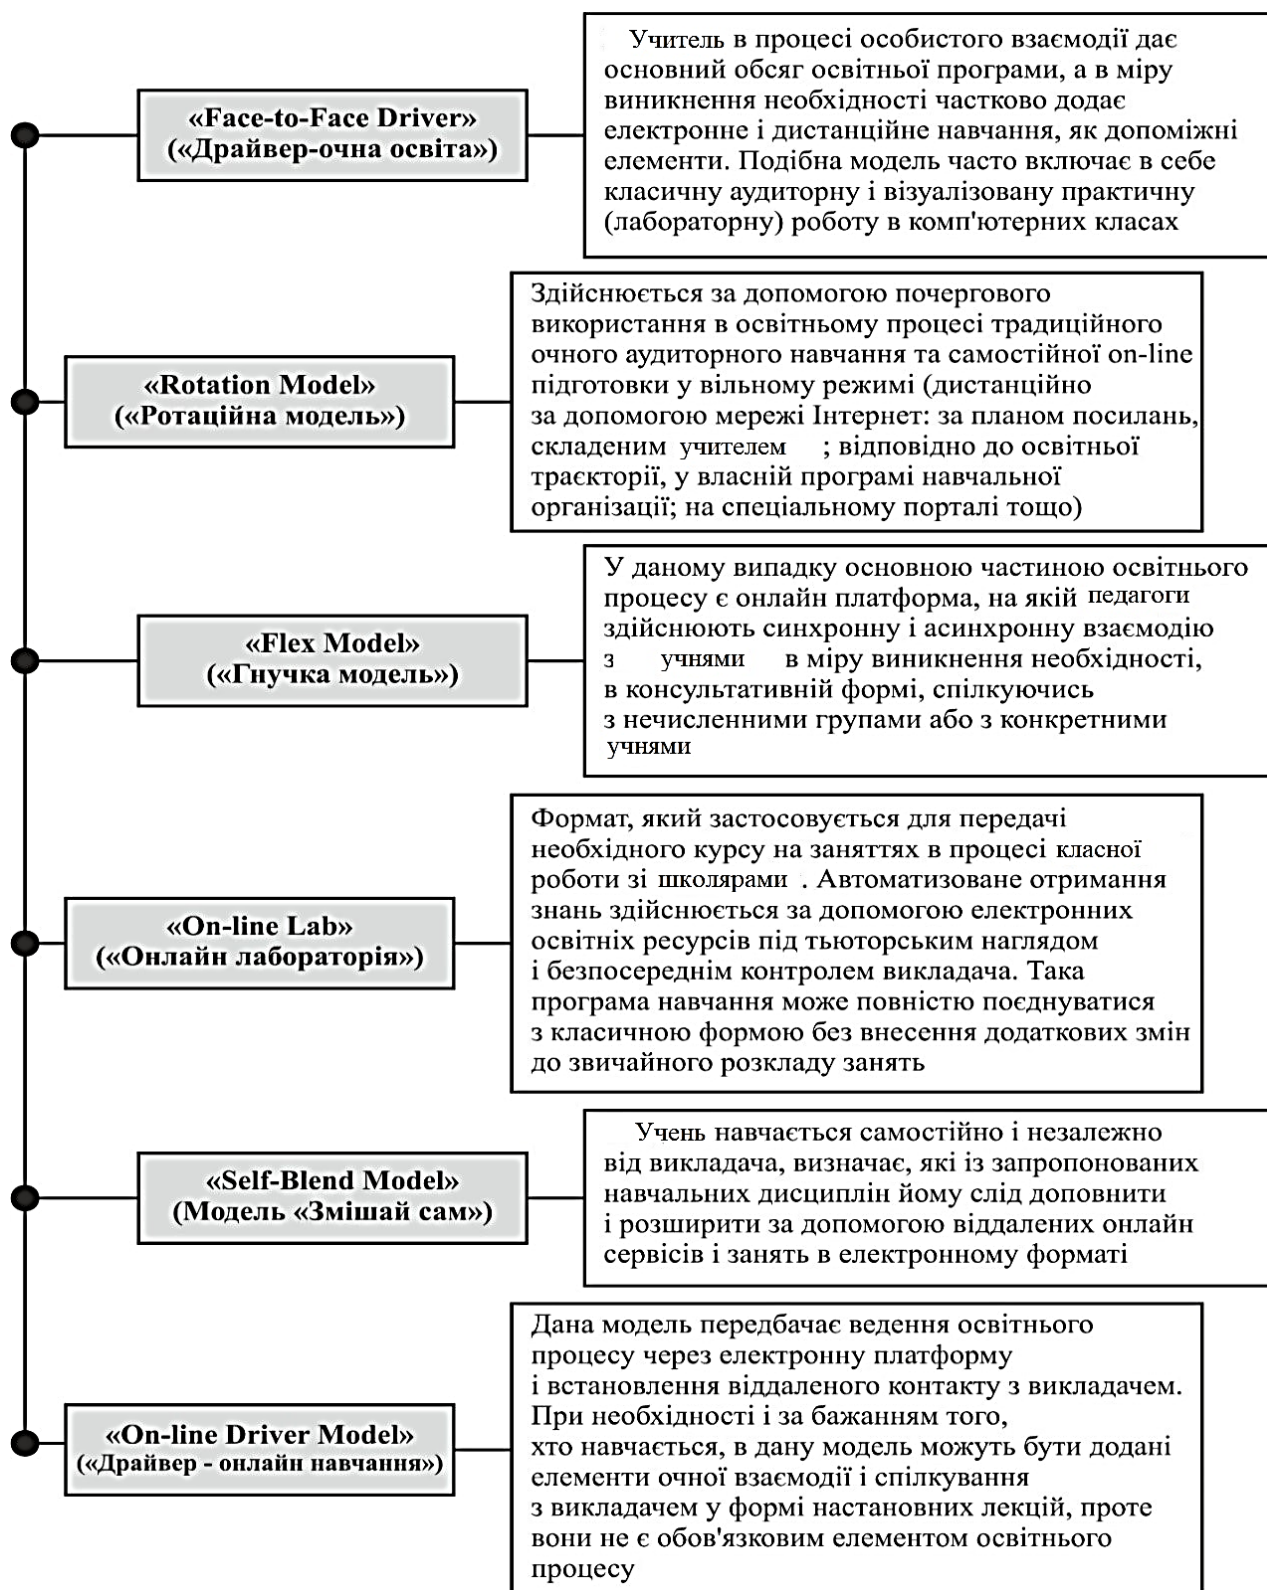 «Face-to-Face Driver»
(«Драйвер-очна освіта»)
Учитель в процесі особистого взаємодії дає
основний обсяг освітньої програми, а в міру
виникнення необхідності частково додає
електронне і дистанційне навчання, як допоміжні
елементи. Подібна модель часто включає в себе
класичну аудиторну і візуалізовану практичну
(лабораторну) роботу в комп'ютерних класах
«Rotation Model»
(«Ротаційна модель»)
Здійснюється за допомогою почергового
використання в освітньому процесі традиційного
очного аудиторного навчання та самостійної on-line
підготовки у вільному режимі (дистанційно
за допомогою мережі Інтернет: за планом посилань,
складеним учителем ; відповідно до освітньої
траєкторії, у власній програмі навчальної
організації; на спеціальному порталі тощо)
«Flex Model»
(«Гнучка модель»)
У даному випадку основною частиною освітнього
процесу є онлайн платформа, на якій педагоги
здійснюють синхронну і асинхронну взаємодію
з учнями в міру виникнення необхідності,
в консультативній формі, спілкуючись
з нечисленними групами або з конкретними
учнями
«On-line Lab»
(«Онлайн лабораторія»)
Формат, який застосовується для передачі
необхідного курсу на заняттях в процесі класної
роботи зі школярами . Автоматизоване отримання
знань здійснюється за допомогою електронних
освітніх ресурсів під тьюторським наглядом
і безпосереднім контролем викладача. Така
програма навчання може повністю поєднуватися
з класичною формою без внесення додаткових змін
до звичайного розкладу занять
«Self-Blend Model»
(Модель «Змішай сам»)
Учень навчається самостійно і незалежно
від викладача, визначає, які із запропонованих
навчальних дисциплін йому слід доповнити
і розширити за допомогою віддалених онлайн
сервісів і занять в електронному форматі
«On-line Driver Model»
(«Драйвер - онлайн навчання»)
Дана модель передбачає ведення освітнього
процесу через електронну платформу
і встановлення віддаленого контакту з викладачем.
При необхідності і за бажанням того,
хто навчається, в дану модель можуть бути додані
елементи очної взаємодії і спілкування
з викладачем у формі настановних лекцій, проте
вони не є обов'язковим елементом освітнього
процесу